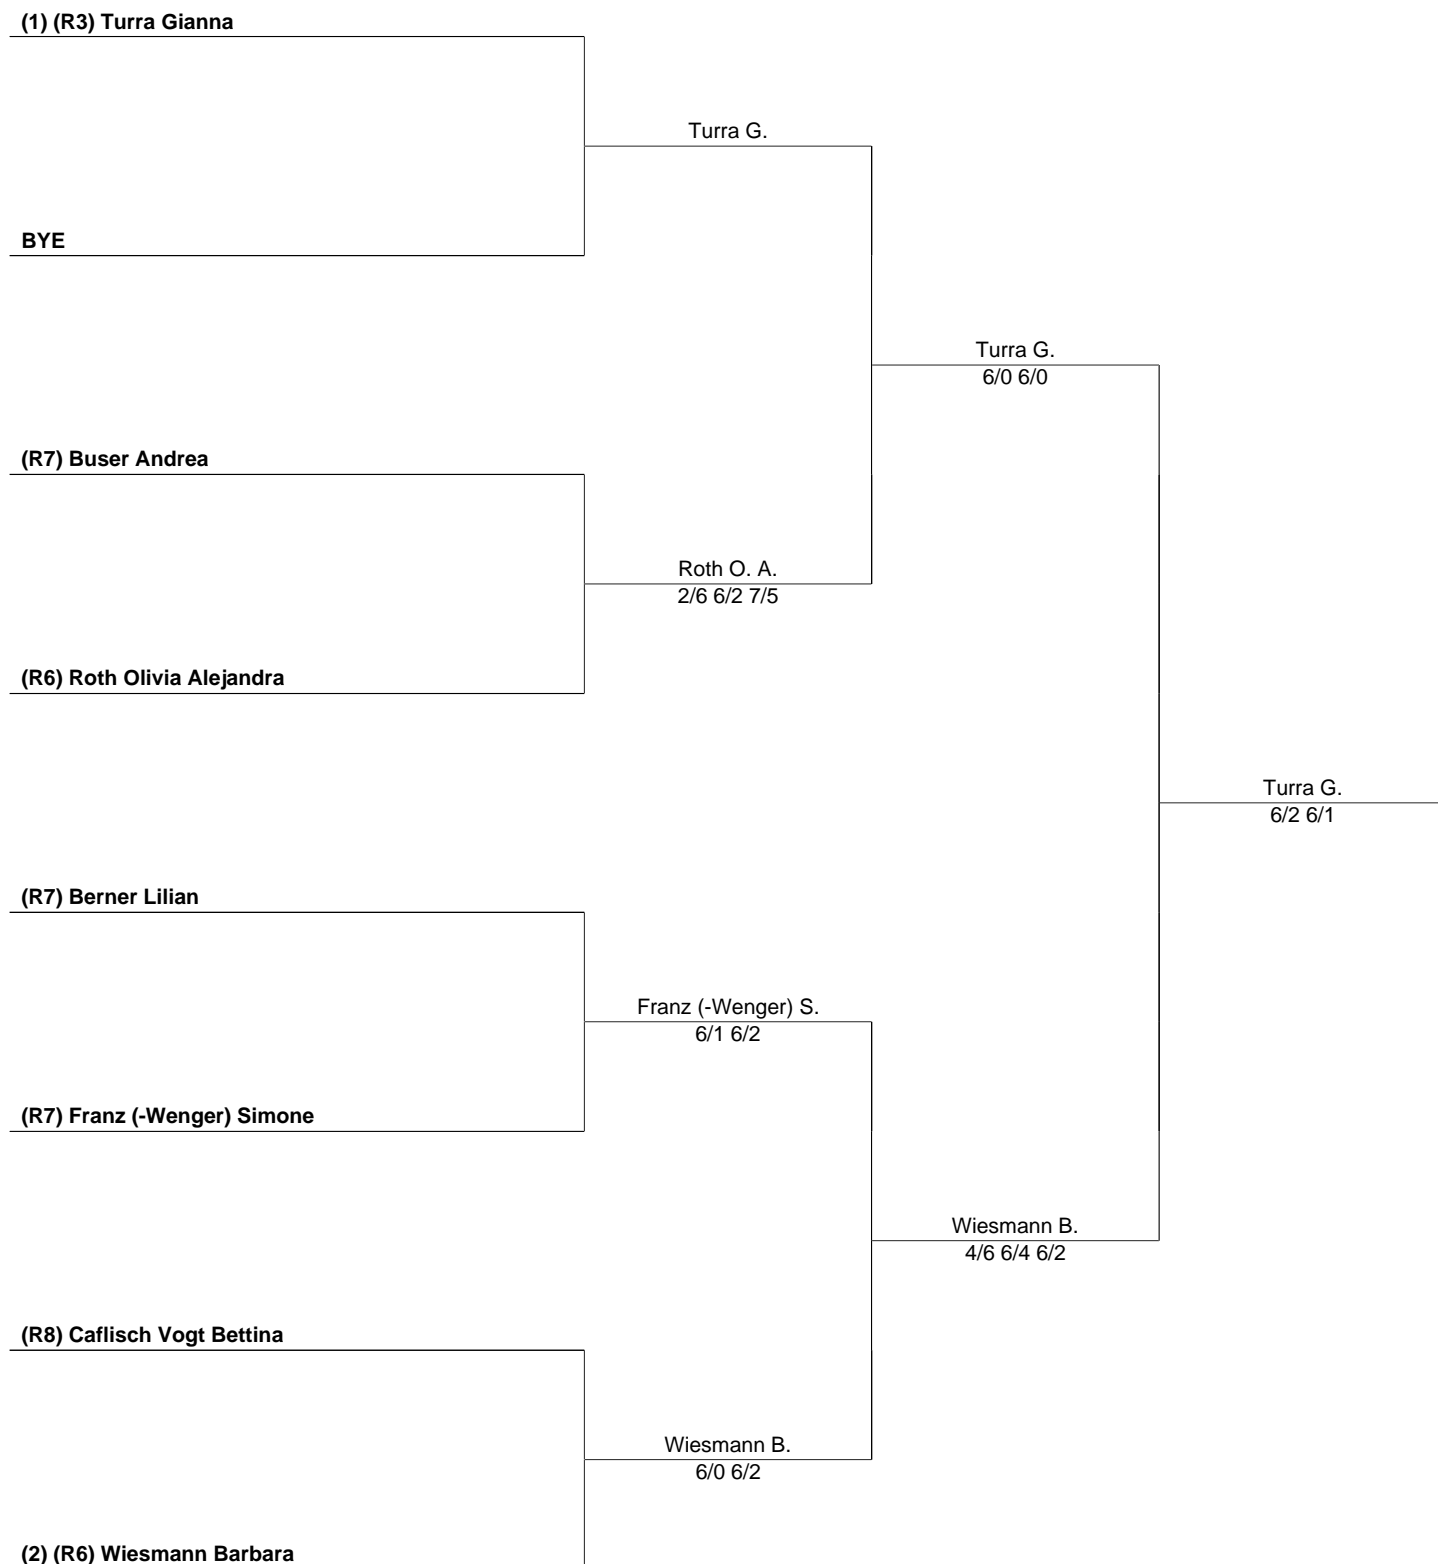 (1) (R3) Turra Gianna
Turra G.
BYE
Turra G.
6/0 6/0
(R7) Buser Andrea
Roth O. A.
2/6 6/2 7/5
(R6) Roth Olivia Alejandra
Turra G.
6/2 6/1
(R7) Berner Lilian
Franz (-Wenger) S.
6/1 6/2
(R7) Franz (-Wenger) Simone
Wiesmann B.
4/6 6/4 6/2
(R8) Caflisch Vogt Bettina
Wiesmann B.
6/0 6/2
(2) (R6) Wiesmann Barbara